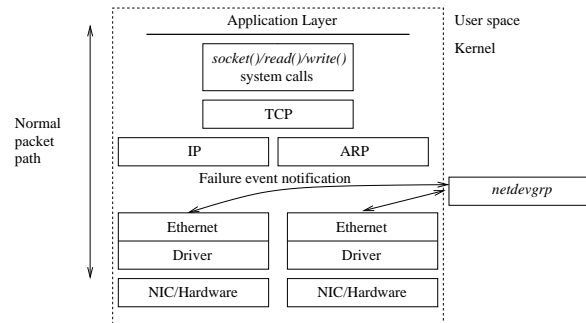 Application Layer
User space
Kernel
socket()/read()/write()
system calls
TCP
Normal
packet
path
IP
ARP
Failure event notification
netdevgrp
Ethernet
Ethernet
Driver
Driver
NIC/Hardware
NIC/Hardware